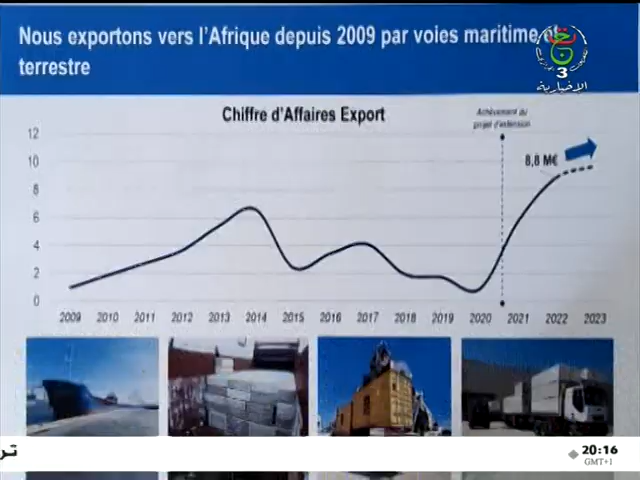 Nous exportons vers l'Afrique depuis 2009 par voies maritime et
terrestre
3
الإخبارية
Chiffre d'Affaires Export
Achèvement du
projet d'extension
12
10
8
6
4
2
0
8,8 M€
2009 2010 2011 2012 2013 2014 2015 2016 2017 2018 2019 2020 2021 2022 2023
20:16
GMT+1